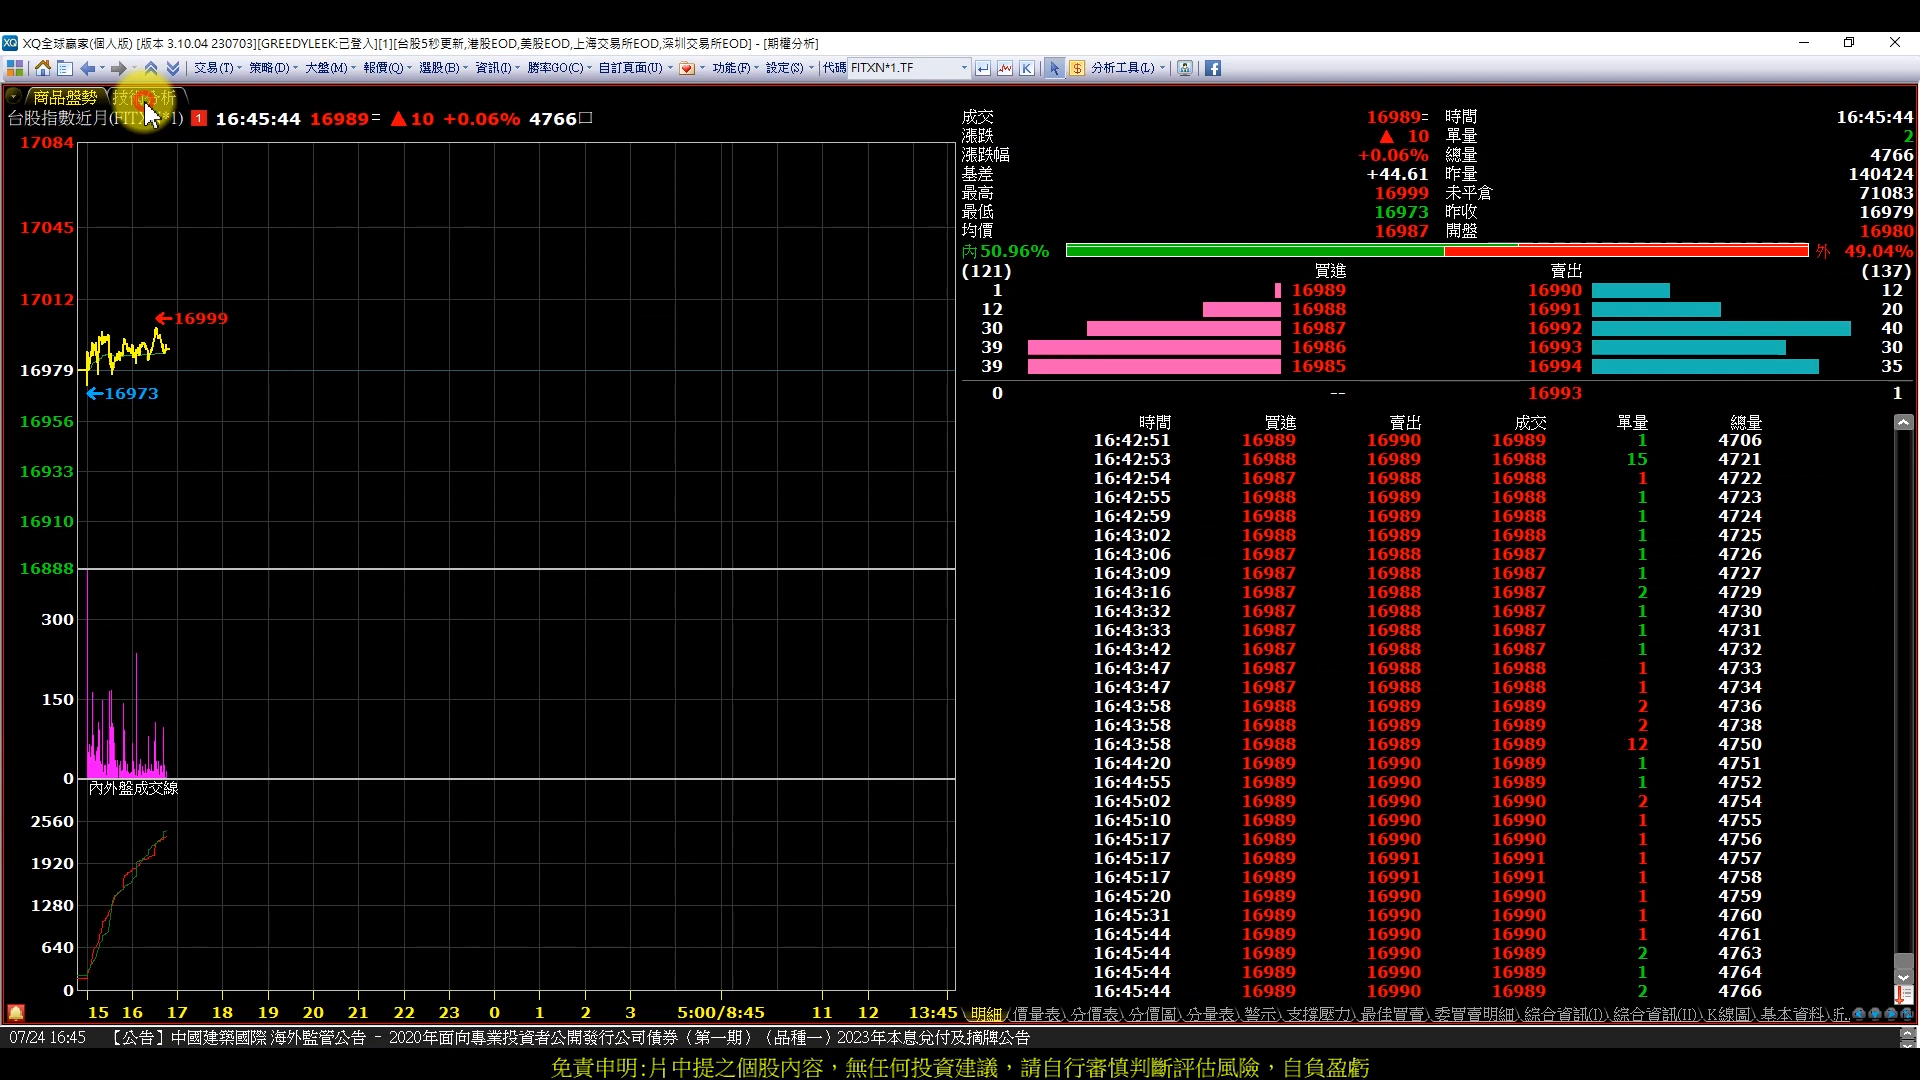 XQ全球贏家(個人版) [版本 3.10.04 230703][GREEDYLEEK:已登入][1][台股5秒更新,港股EOD,美股EOD,上海交易所EOD,深圳交易所EOD] - [期權分析]
交易(T) 策略(D) 大盤(M) 報價(Q) 選股(B) 資訊(I) 勝率GO(C) 自訂頁面(U) 功能(F) 設定(S) 代碼 FITXN*1.TF K $ 分析工具(L)
商品盤勢 技術分析
台股指數近月(FITXN*1) 1 16:45:44 16989= ▲10 +0.06% 4766
17084
17045
17012
16999
16979
16973
16956
16933
16910
16888
300
150
0
內外盤成交線
2560
1920
1280
640
0
15 16 17 18 19 20 21 22 23 0 1 2 3 5:00/8:45 11 12 13:45
成交 16989= 時間 16:45:44
漲跌 ▲ 10 單量 2
漲跌幅 +0.06% 總量 4766
基差 +44.61 昨量 140424
最高 16999 未平倉 71083
最低 16973 昨收 16979
均價 16987 開盤 16980
內50.96% 外 49.04%
(121) 買進 賣出 (137)
1 16989 16990 12
12 16988 16991 20
30 16987 16992 40
39 16986 16993 30
39 16985 16994 35
0 -- 16993 1
時間 買進 賣出 成交 單量 總量
16:42:51 16989 16990 16989 1 4706
16:42:53 16988 16989 16988 15 4721
16:42:54 16987 16988 16988 1 4722
16:42:55 16988 16989 16988 1 4723
16:42:59 16988 16989 16988 1 4724
16:43:02 16988 16989 16988 1 4725
16:43:06 16987 16988 16987 1 4726
16:43:09 16987 16988 16987 1 4727
16:43:16 16987 16988 16987 2 4729
16:43:32 16987 16988 16987 1 4730
16:43:33 16987 16988 16987 1 4731
16:43:42 16987 16988 16987 1 4732
16:43:47 16987 16988 16988 1 4733
16:43:47 16987 16988 16988 1 4734
16:43:58 16988 16989 16989 2 4736
16:43:58 16988 16989 16989 2 4738
16:43:58 16988 16989 16989 12 4750
16:44:20 16989 16990 16989 1 4751
16:44:55 16989 16990 16989 1 4752
16:45:02 16989 16990 16990 2 4754
16:45:10 16989 16990 16990 1 4755
16:45:17 16989 16990 16990 1 4756
16:45:17 16989 16991 16991 1 4757
16:45:17 16989 16991 16991 1 4758
16:45:20 16989 16990 16990 1 4759
16:45:31 16989 16990 16990 1 4760
16:45:44 16989 16990 16990 1 4761
16:45:44 16989 16990 16989 2 4763
16:45:44 16989 16990 16989 1 4764
16:45:44 16989 16990 16989 2 4766
明細 價量表 分價表 分價圖 分量表 警示 支撐壓力 最佳買賣 委買賣明細 綜合資訊(I) 綜合資訊(II) K線圖 基本資料
07/24 16:45 【公告】中國建築國際 海外監管公告 - 2020年面向專業投資者公開發行公司債券（第一期）（品種一）2023年本息兌付及摘牌公告
免責申明:片中提之個股內容，無任何投資建議，請自行審慎判斷評估風險，自負盈虧